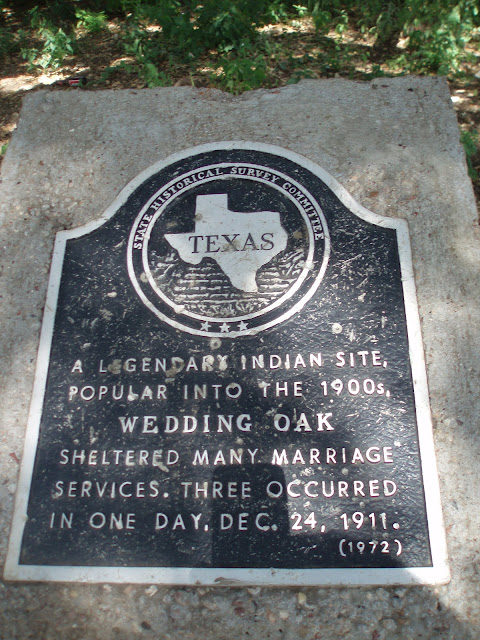 STATE HISTORICAL SURVEY COMMITTEE
TEXAS
A LEGENDARY INDIAN SITE,
POPULAR INTO THE 1900s,
WEDDING OAK
SHELTERED MANY MARRIAGE
SERVICES. THREE OCCURRED
IN ONE DAY, DEC. 24, 1911.
(1972)